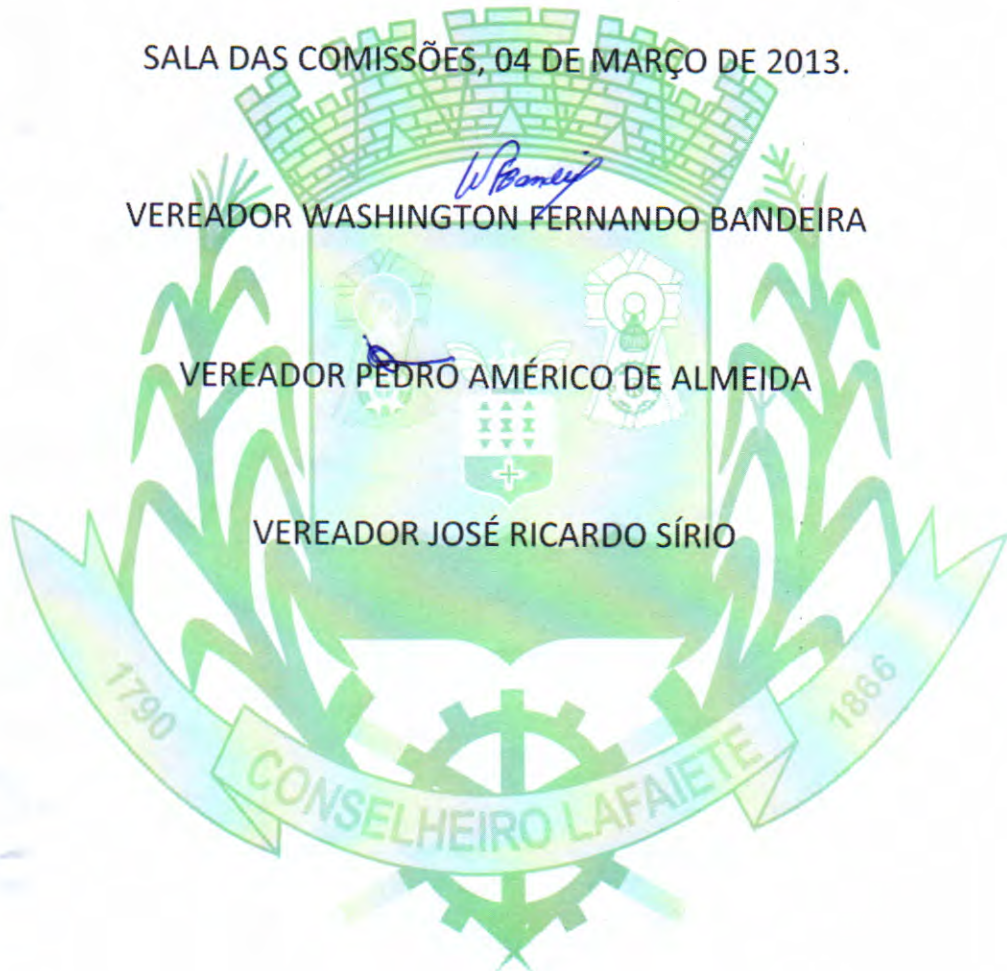 SALA DAS COMISSÕES, 04 DE MARÇO DE 2013.
VEREADOR WASHINGTON FERNANDO BANDEIRA
VEREADOR PEDRO AMÉRICO DE ALMEIDA
VEREADOR JOSÉ RICARDO SÍRIO
1790
CONSELHEIRO LAFAIETE
1866